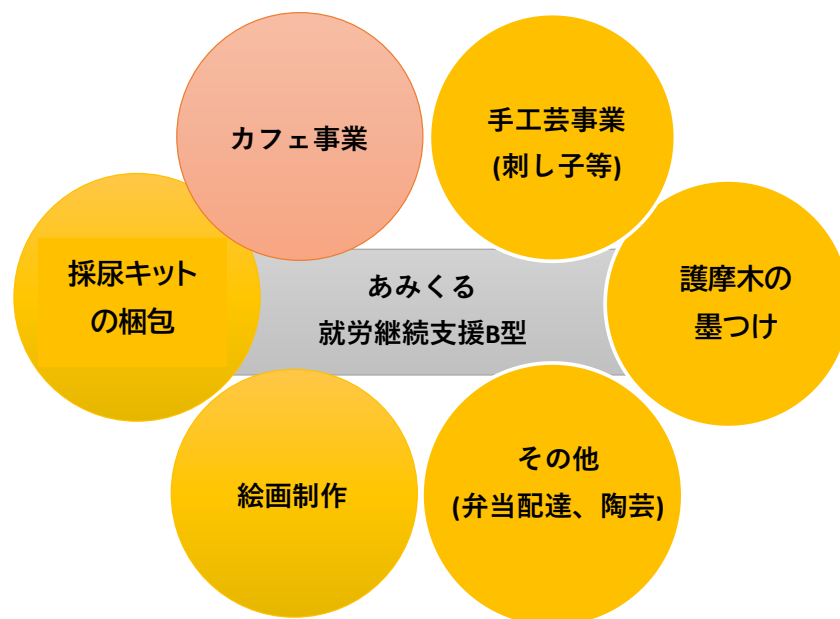 カフェ事業
手工芸事業
(刺し子等)
採尿キット
の梱包
あみくる
就労継続支援B型
護摩木の
墨つけ
絵画制作
その他
(弁当配達、陶芸)